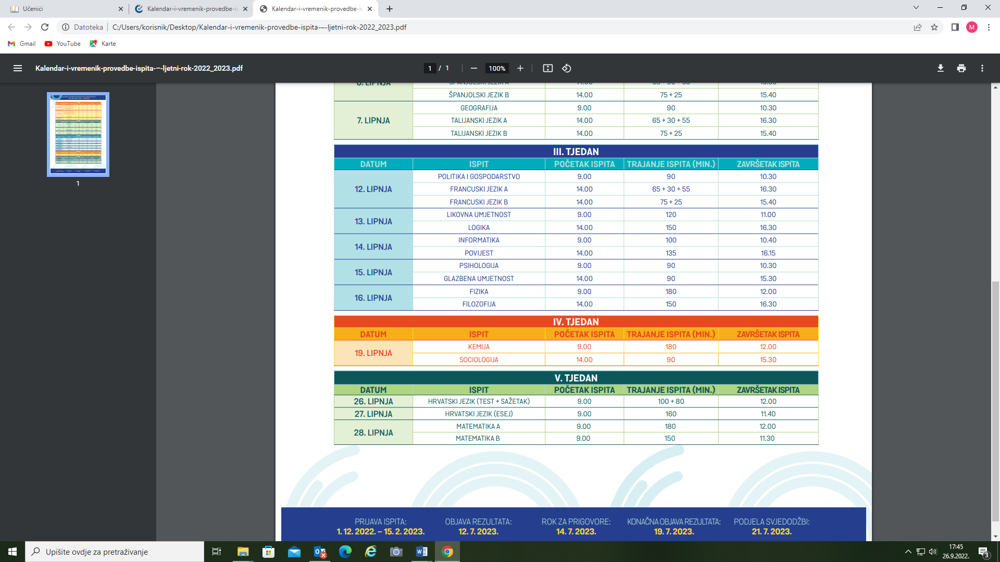 Učenici
Kalendar-i-vremenik-provedbe-is
Kalendar-i-vremenik-provedbe-is
Datoteka
C:/Users/korisnik/Desktop/Kalendar-i-vremenik-provedbe-ispita-–-ljetni-rok-2022_2023.pdf
M
Gmail
YouTube
Karte
Kalendar-i-vremenik-provedbe-ispita-–-ljetni-rok-2022_2023.pdf
1 / 1
100%
1
ŠPANJOLSKI JEZIK B 14.00 75 + 25 15.40
7. LIPNJA
GEOGRAFIJA 9.00 90 10.30
TALIJANSKI JEZIK A 14.00 65 + 30 + 55 16.30
TALIJANSKI JEZIK B 14.00 75 + 25 15.40
III. TJEDAN
DATUM ISPIT POČETAK ISPITA TRAJANJE ISPITA (MIN.) ZAVRŠETAK ISPITA
12. LIPNJA
POLITIKA I GOSPODARSTVO 9.00 90 10.30
FRANCUSKI JEZIK A 14.00 65 + 30 + 55 16.30
FRANCUSKI JEZIK B 14.00 75 + 25 15.40
13. LIPNJA
LIKOVNA UMJETNOST 9.00 120 11.00
LOGIKA 14.00 150 16.30
14. LIPNJA
INFORMATIKA 9.00 100 10.40
POVIJEST 14.00 135 16.15
15. LIPNJA
PSIHOLOGIJA 9.00 90 10.30
GLAZBENA UMJETNOST 14.00 90 15.30
16. LIPNJA
FIZIKA 9.00 180 12.00
FILOZOFIJA 14.00 150 16.30
IV. TJEDAN
DATUM ISPIT POČETAK ISPITA TRAJANJE ISPITA (MIN.) ZAVRŠETAK ISPITA
19. LIPNJA
KEMIJA 9.00 180 12.00
SOCIOLOGIJA 14.00 90 15.30
V. TJEDAN
DATUM ISPIT POČETAK ISPITA TRAJANJE ISPITA (MIN.) ZAVRŠETAK ISPITA
26. LIPNJA HRVATSKI JEZIK (TEST + SAŽETAK) 9.00 100 + 80 12.00
27. LIPNJA HRVATSKI JEZIK (ESEJ) 9.00 160 11.40
28. LIPNJA
MATEMATIKA A 9.00 180 12.00
MATEMATIKA B 9.00 150 11.30
PRIJAVA ISPITA: OBJAVA REZULTATA: ROK ZA PRIGOVORE: KONAČNA OBJAVA REZULTATA: PODJELA SVJEDODŽBI:
1. 12. 2022. – 15. 2. 2023. 12. 7. 2023. 14. 7. 2023. 19. 7. 2023. 21. 7. 2023.
Upišite ovdje za pretraživanje
17:45
26.9.2022.
3